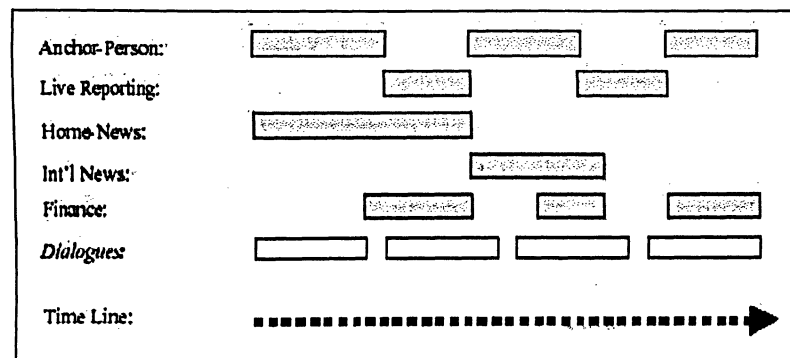 Anchor-Person:
Live Reporting:
Home-News:
Int'l News:
Finance:
Dialogues:
Time Line: